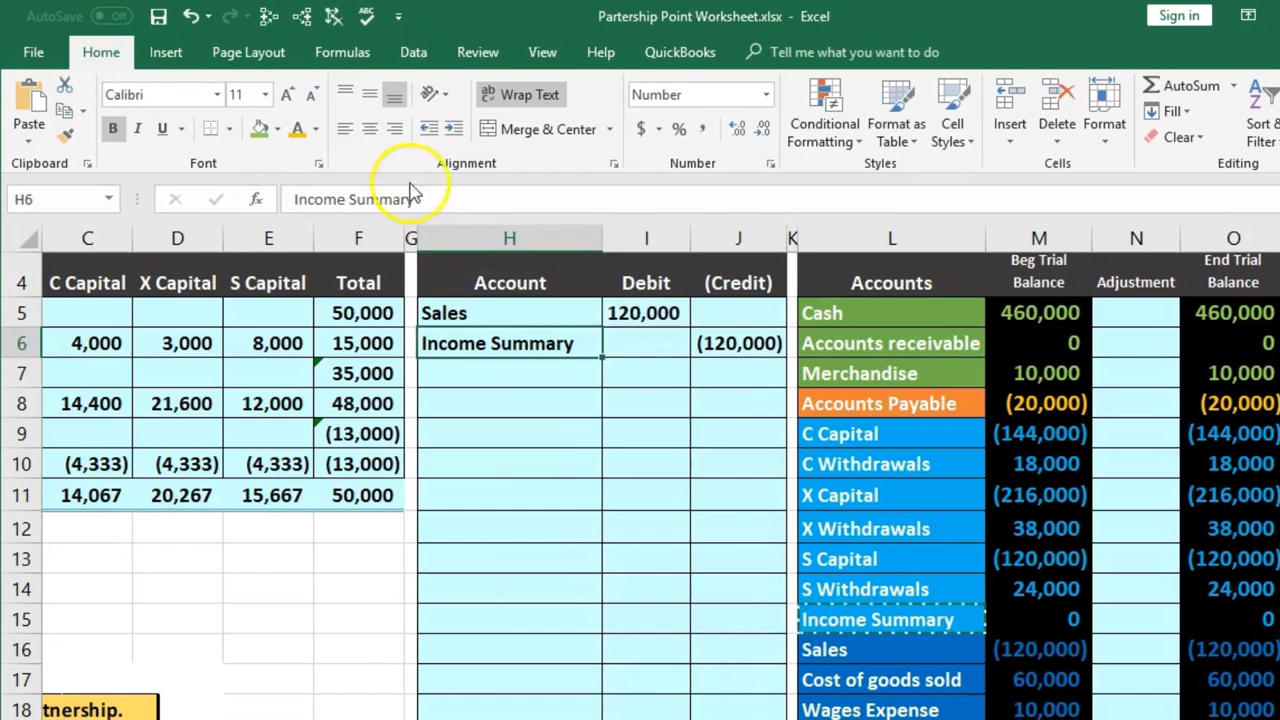 AutoSave Off Partership Point Worksheet.xlsx - Excel Sign in
File Home Insert Page Layout Formulas Data Review View Help QuickBooks Tell me what you want to do
Calibri 11 Wrap Text Number AutoSum
Paste Merge & Center Conditional Formatting Format as Table Cell Styles Insert Delete Format Fill Clear Sort & Filter
Clipboard Font Alignment Number Styles Cells Editing
H6 fx Income Summary
C D E F G H I J K L M N O
4 C Capital X Capital S Capital Total Account Debit (Credit) Accounts Beg Trial Balance Adjustment End Trial Balance
5 50,000 Sales 120,000 Cash 460,000 460,000
6 4,000 3,000 8,000 15,000 Income Summary (120,000) Accounts receivable 0 0
7 35,000 Merchandise 10,000 10,000
8 14,400 21,600 12,000 48,000 Accounts Payable (20,000) (20,000)
9 (13,000) C Capital (144,000) (144,000)
10 (4,333) (4,333) (4,333) (13,000) C Withdrawals 18,000 18,000
11 14,067 20,267 15,667 50,000 X Capital (216,000) (216,000)
12 X Withdrawals 38,000 38,000
13 S Capital (120,000) (120,000)
14 S Withdrawals 24,000 24,000
15 Income Summary 0 0
16 Sales (120,000) (120,000)
17 Cost of goods sold 60,000 60,000
18 tnership. Wages Expense 10,000 10,000